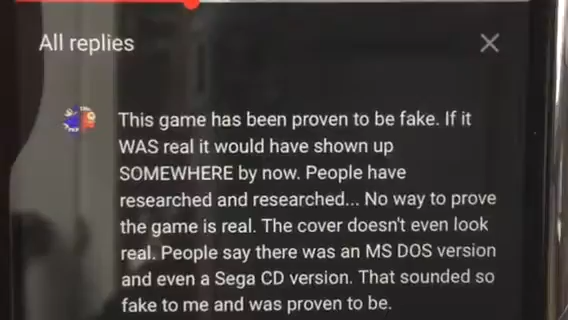 All replies
This game has been proven to be fake. If it
WAS real it would have shown up
SOMEWHERE by now. People have
researched and researched... No way to prove
the game is real. The cover doesn't even look
real. People say there was an MS DOS version
and even a Sega CD version. That sounded so
fake to me and was proven to be.